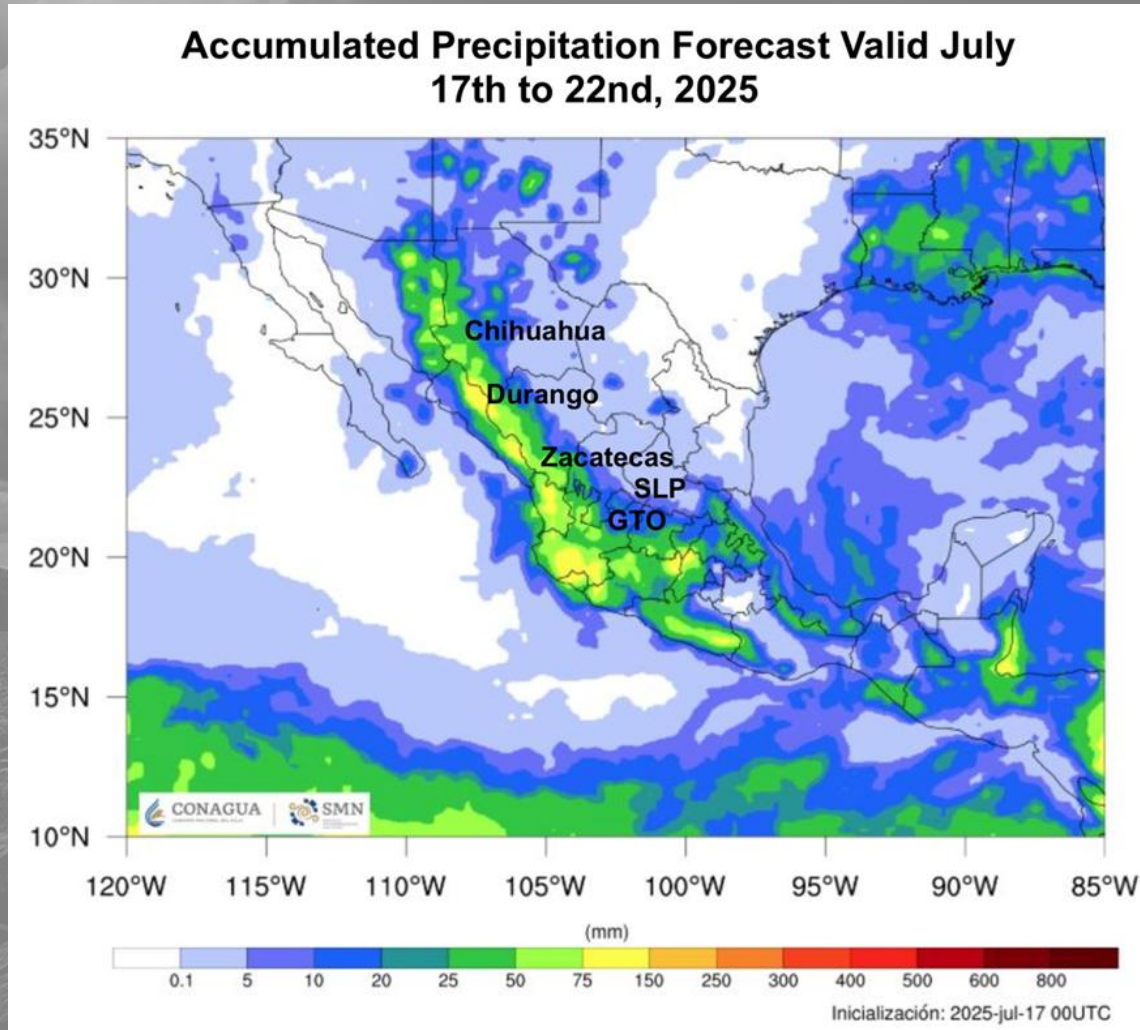 Accumulated Precipitation Forecast Valid July
17th to 22nd, 2025
35°N
30°N
25°N
20°N
15°N
10°N
Chihuahua
Durango
Zacatecas
SLP
GTO
CONAGUA
SMN
120°W 115°W 110°W 105°W 100°W 95°W 90°W 85°W
(mm)
0.1 5 10 20 25 50 75 150 250 300 400 500 600 800
Inicialización: 2025-jul-17 00UTC